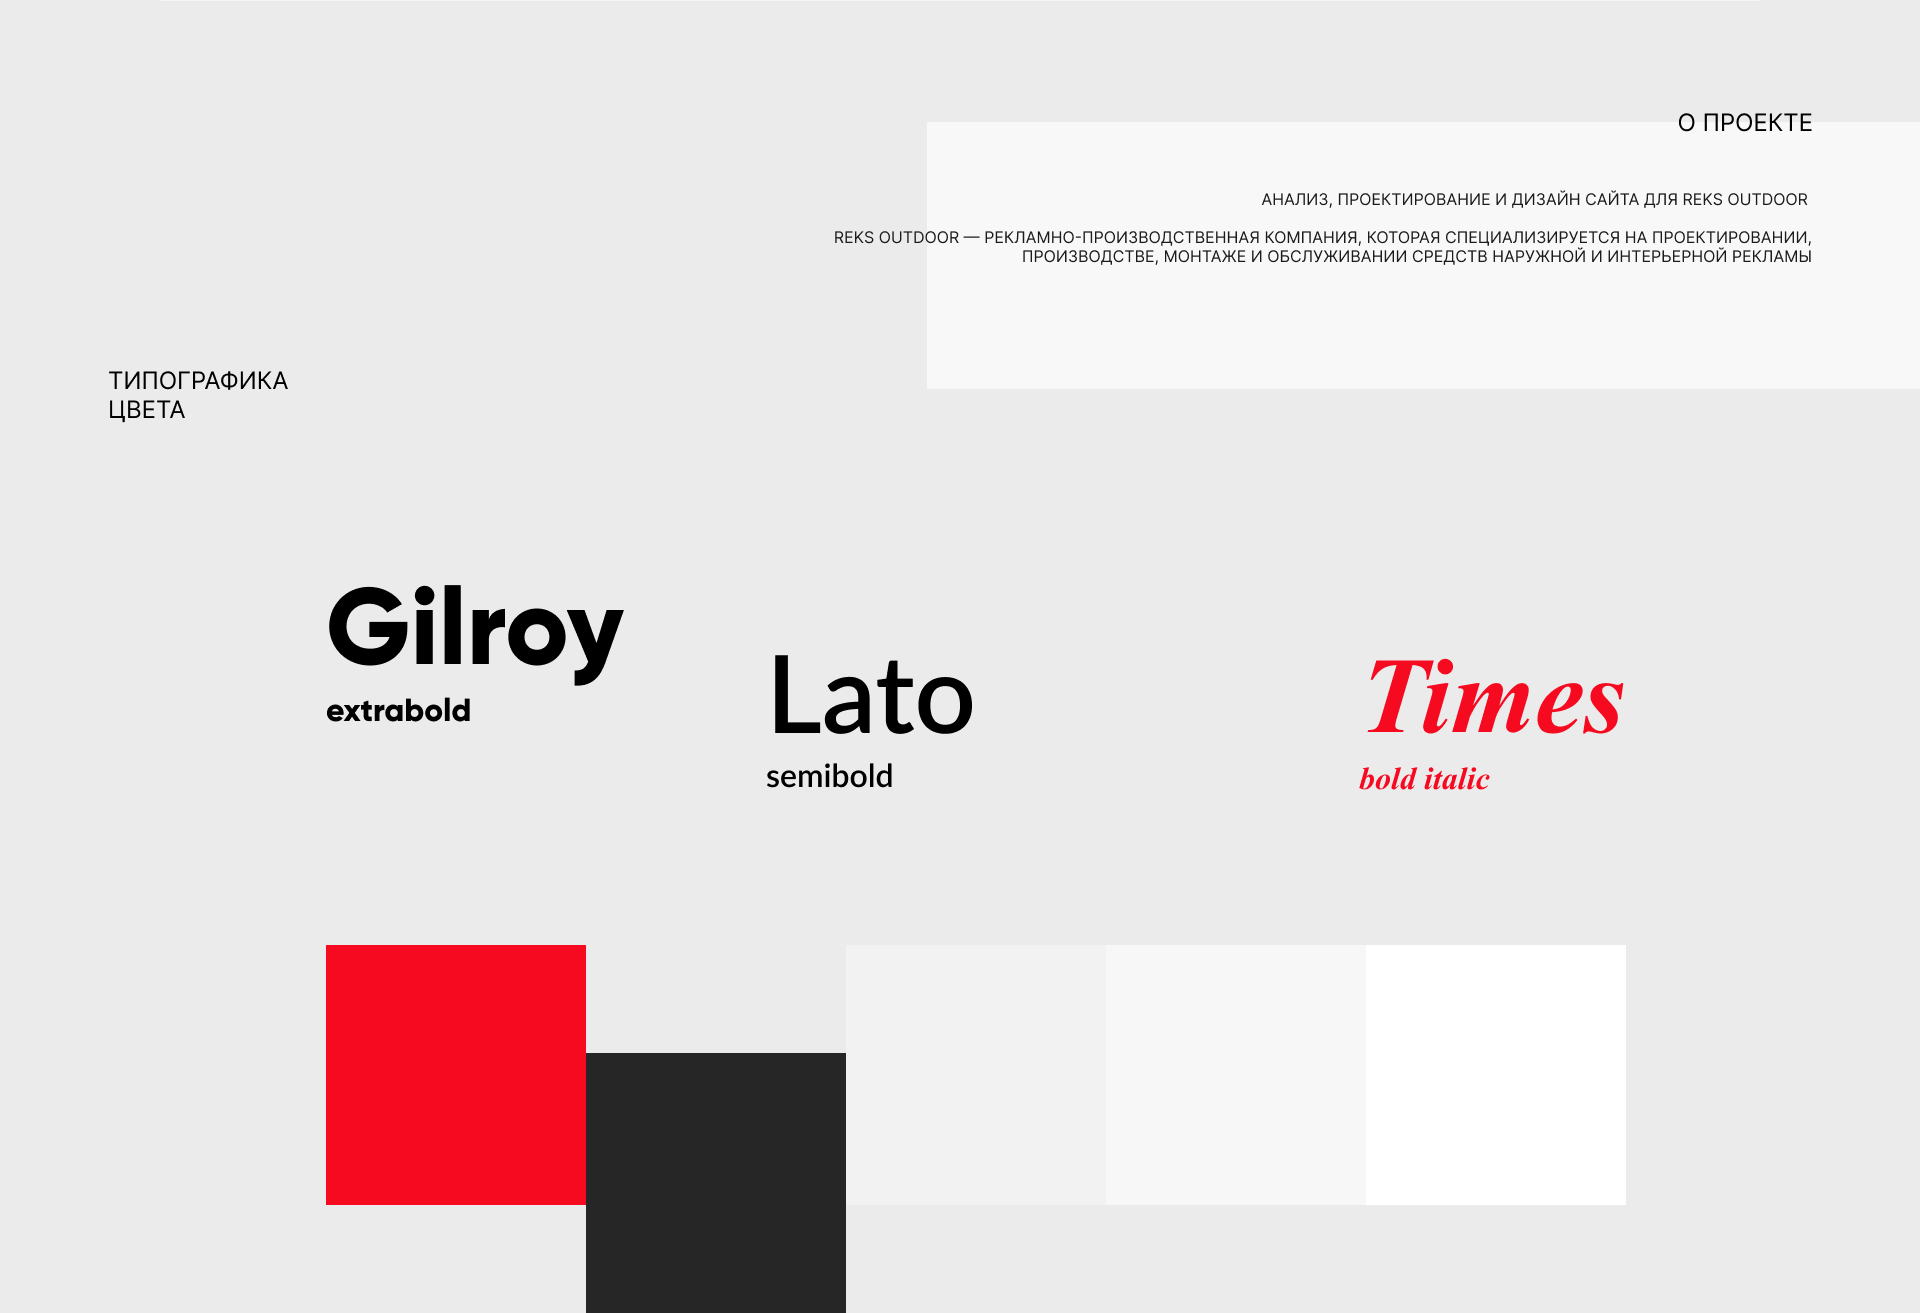 О ПРОЕКТЕ
АНАЛИЗ, ПРОЕКТИРОВАНИЕ И ДИЗАЙН САЙТА ДЛЯ REKS OUTDOOR
REKS OUTDOOR — РЕКЛАМНО-ПРОИЗВОДСТВЕННАЯ КОМПАНИЯ, КОТОРАЯ СПЕЦИАЛИЗИРУЕТСЯ НА ПРОЕКТИРОВАНИИ,
ПРОИЗВОДСТВЕ, МОНТАЖЕ И ОБСЛУЖИВАНИИ СРЕДСТВ НАРУЖНОЙ И ИНТЕРЬЕРНОЙ РЕКЛАМЫ
ТИПОГРАФИКА
ЦВЕТА
Gilroy
extrabold
Lato
semibold
Times
bold italic